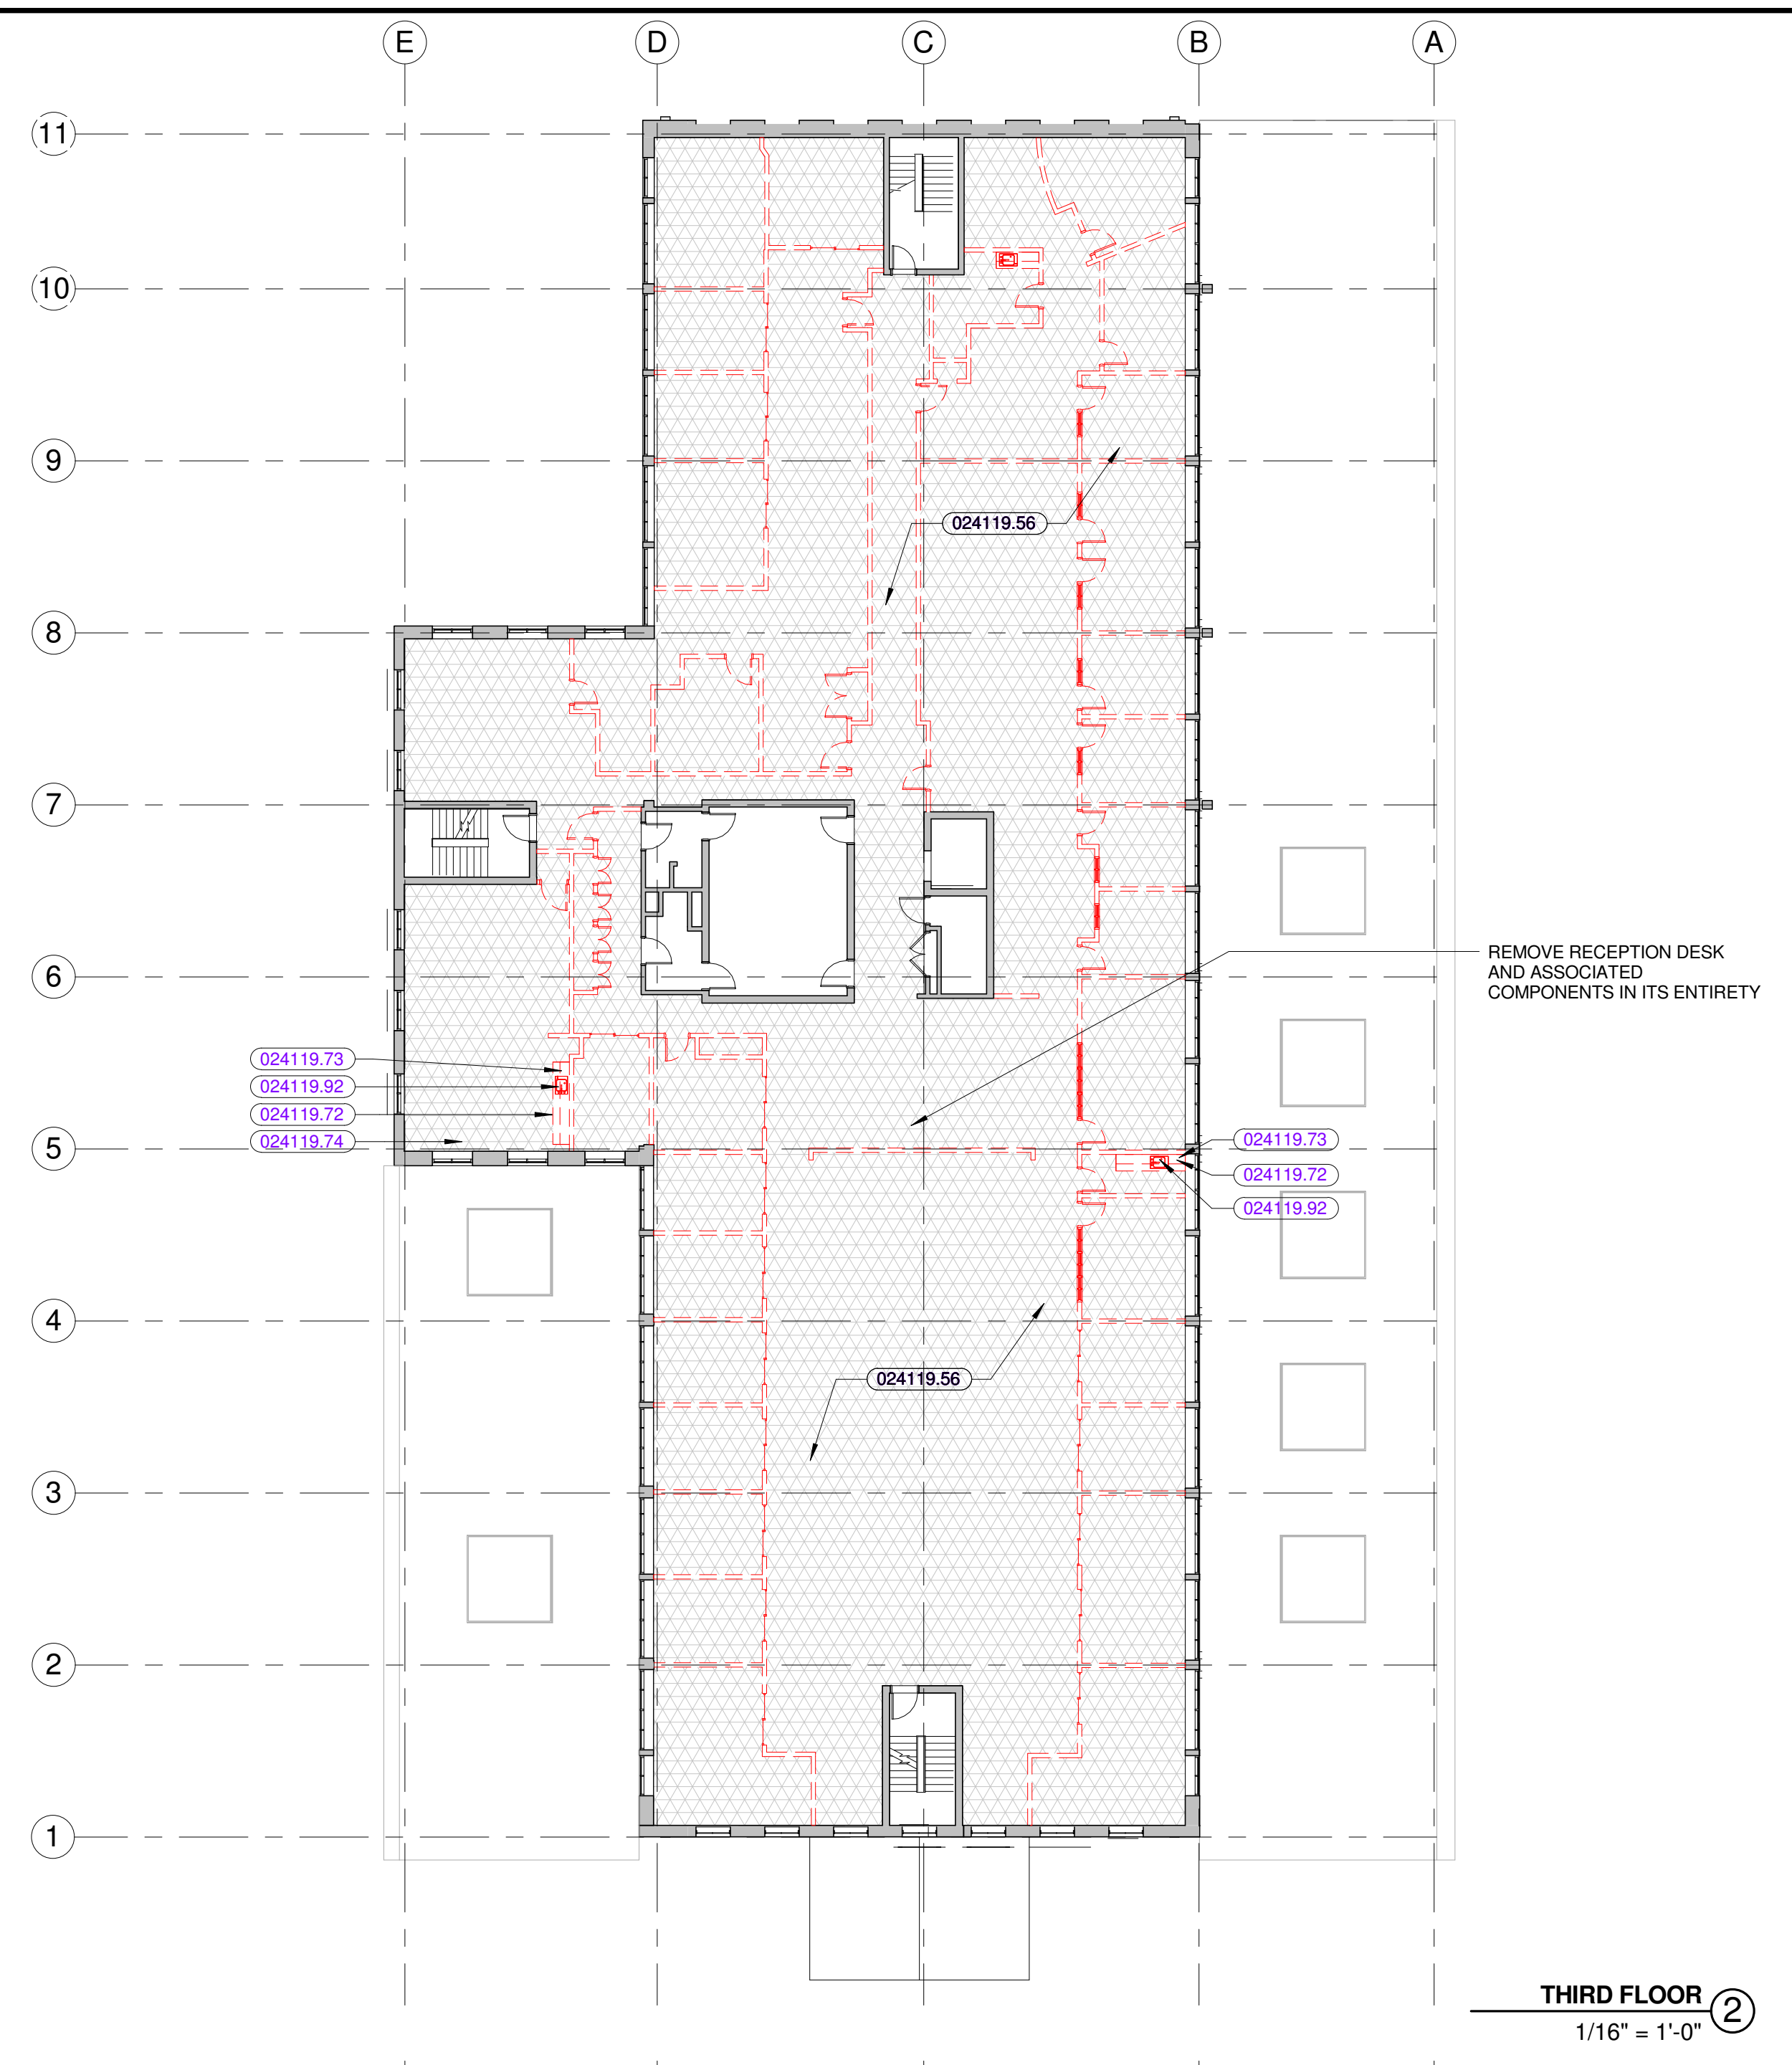 E
D
C
B
A
11
10
9
024119.56
8
7
6
REMOVE RECEPTION DESK
AND ASSOCIATED
COMPONENTS IN ITS ENTIRETY
024119.73
024119.92
024119.72
024119.74
5
024119.73
024119.72
024119.92
4
024119.56
3
2
1
THIRD FLOOR
2
1/16" = 1'-0"